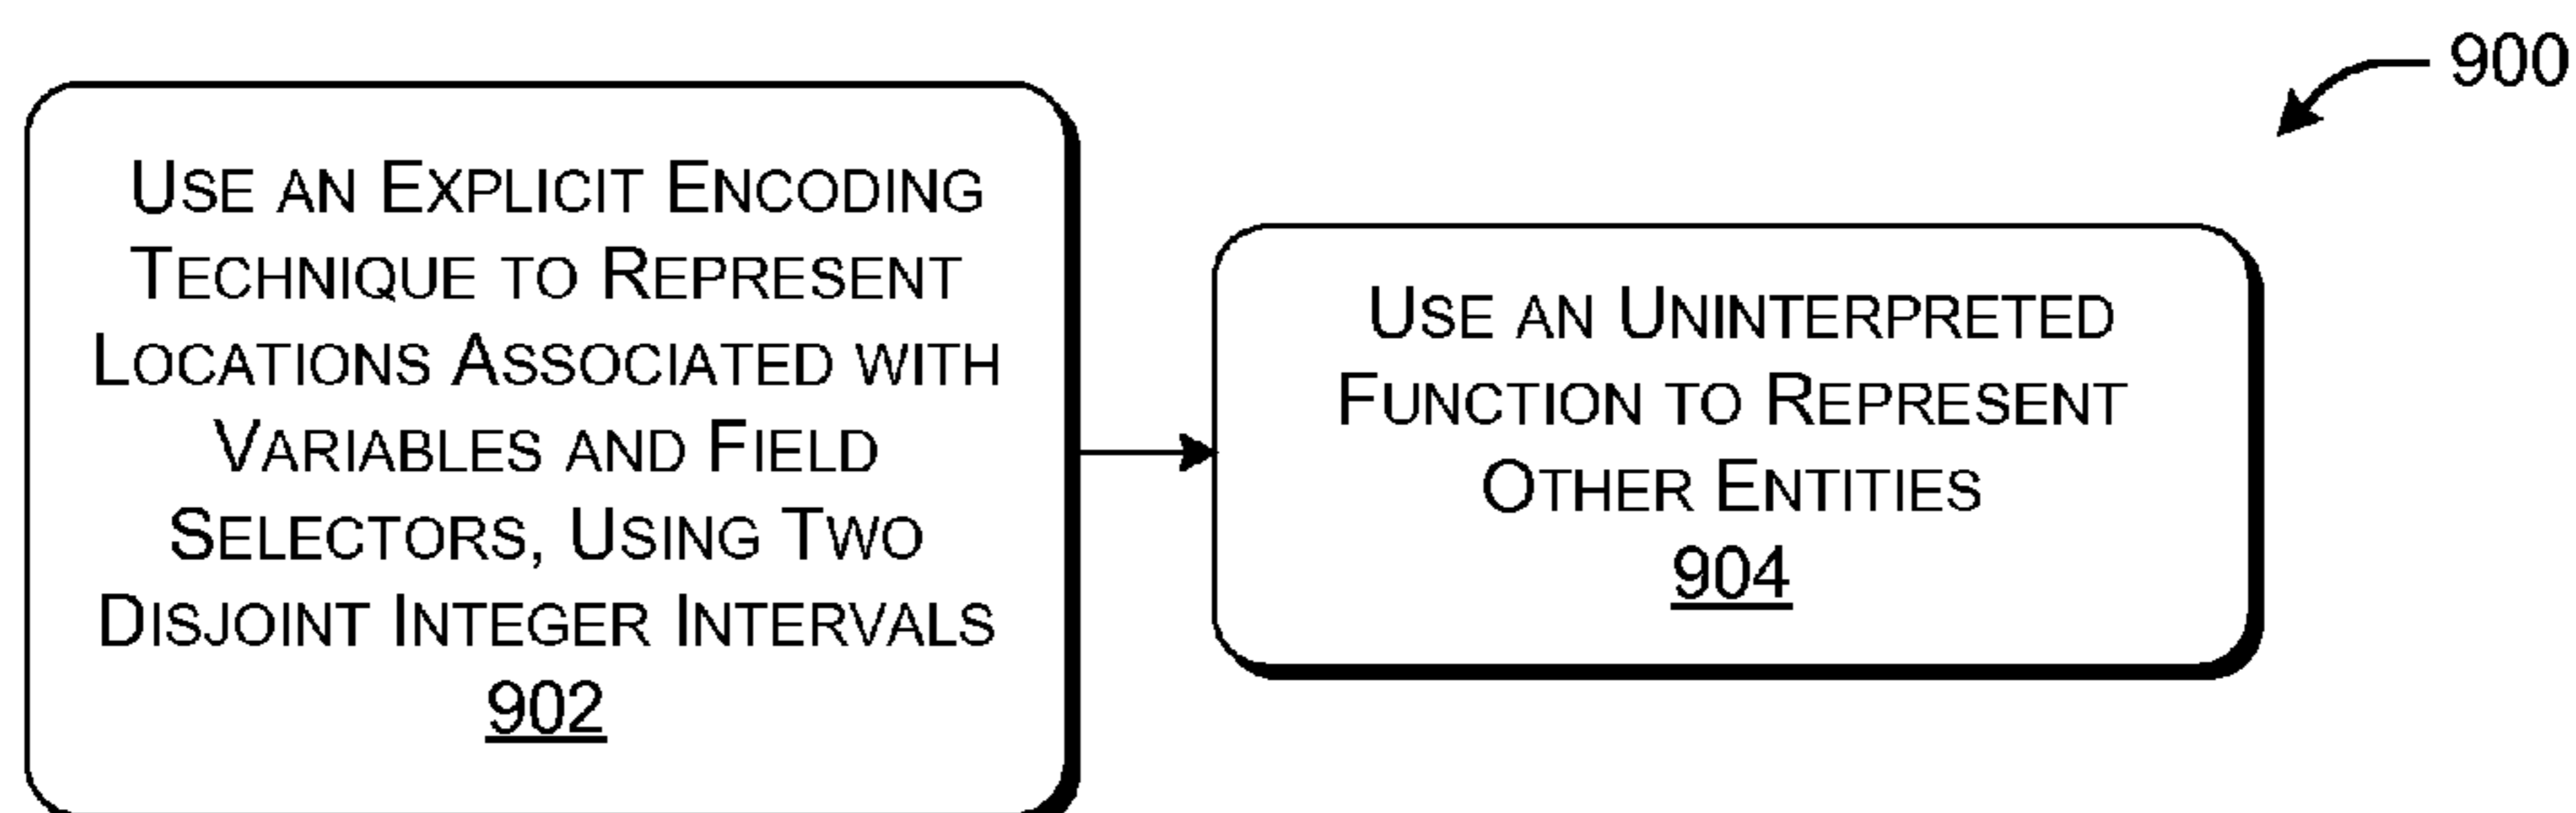 900
USE AN EXPLICIT ENCODING
TECHNIQUE TO REPRESENT
LOCATIONS ASSOCIATED WITH
VARIABLES AND FIELD
SELECTORS, USING TWO
DISJOINT INTEGER INTERVALS
902
USE AN UNINTERPRETED
FUNCTION TO REPRESENT
OTHER ENTITIES
904